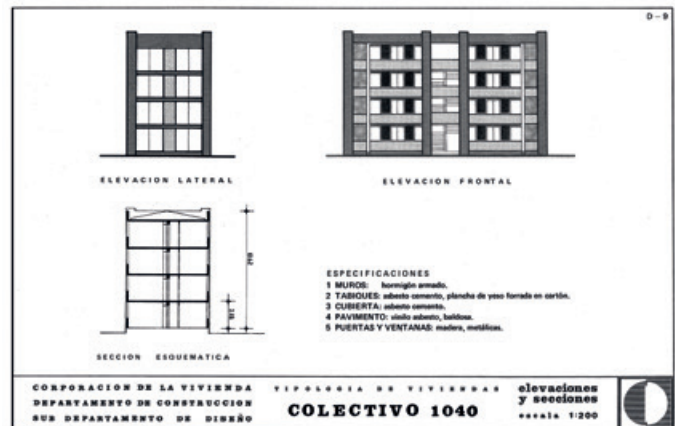 D-9
ELEVACION LATERAL
ELEVACION FRONTAL
SECCION ESQUEMATICA
ESPECIFICACIONES
1 MUROS: hormigón armado.
2 TABIQUES: asbesto cemento, plancha de yeso forrada en cartón.
3 CUBIERTA: asbesto cemento.
4 PAVIMENTO: vinilo asbesto, baldosa.
5 PUERTAS Y VENTANAS: madera, metálicas.
CORPORACION DE LA VIVIENDA
DEPARTAMENTO DE CONSTRUCCION
SUB DEPARTAMENTO DE DISEÑO
TIPOLOGIA DE VIVIENDAS
COLECTIVO 1040
elevaciones
y secciones
escala 1:200